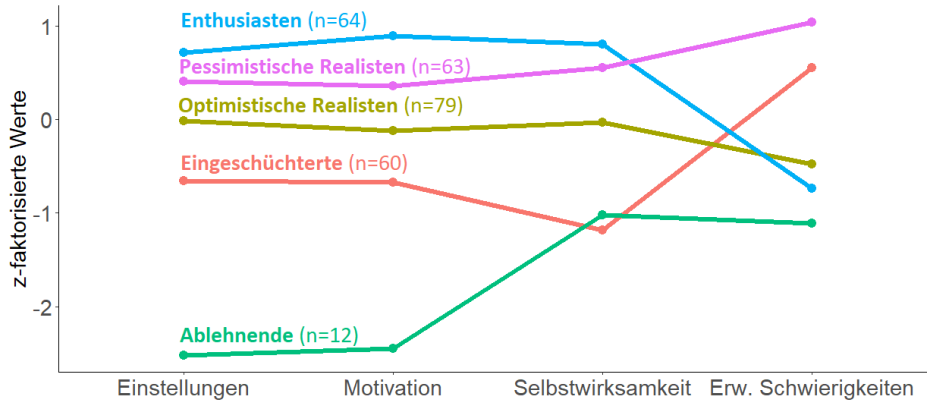 z-faktorisierte Werte
1
0
-1
-2
Enthusiasten (n=64)
Pessimistische Realisten (n=63)
Optimistische Realisten (n=79)
Eingeschüchterte (n=60)
Ablehnende (n=12)
Einstellungen
Motivation
Selbstwirksamkeit
Erw. Schwierigkeiten